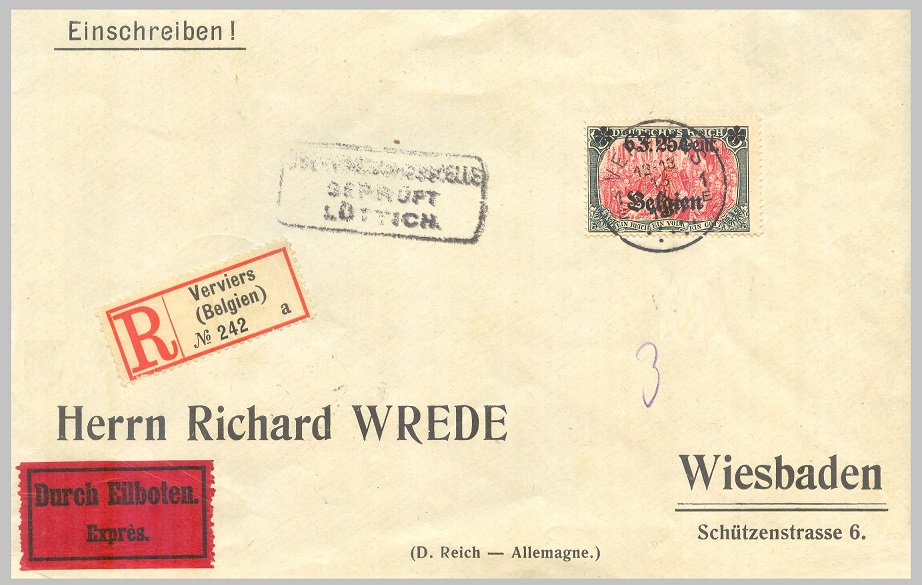 Einschreiben!
DEUTSCHES REICH
6 F. 25 Cent.
Belgien
GEPRÜFT
LÜTTICH.
Verviers
(Belgien)
№ 242 a
R
3
Herrn Richard WREDE
Wiesbaden
Schützenstrasse 6.
Durch Eilboten.
Exprès.
(D. Reich — Allemagne.)